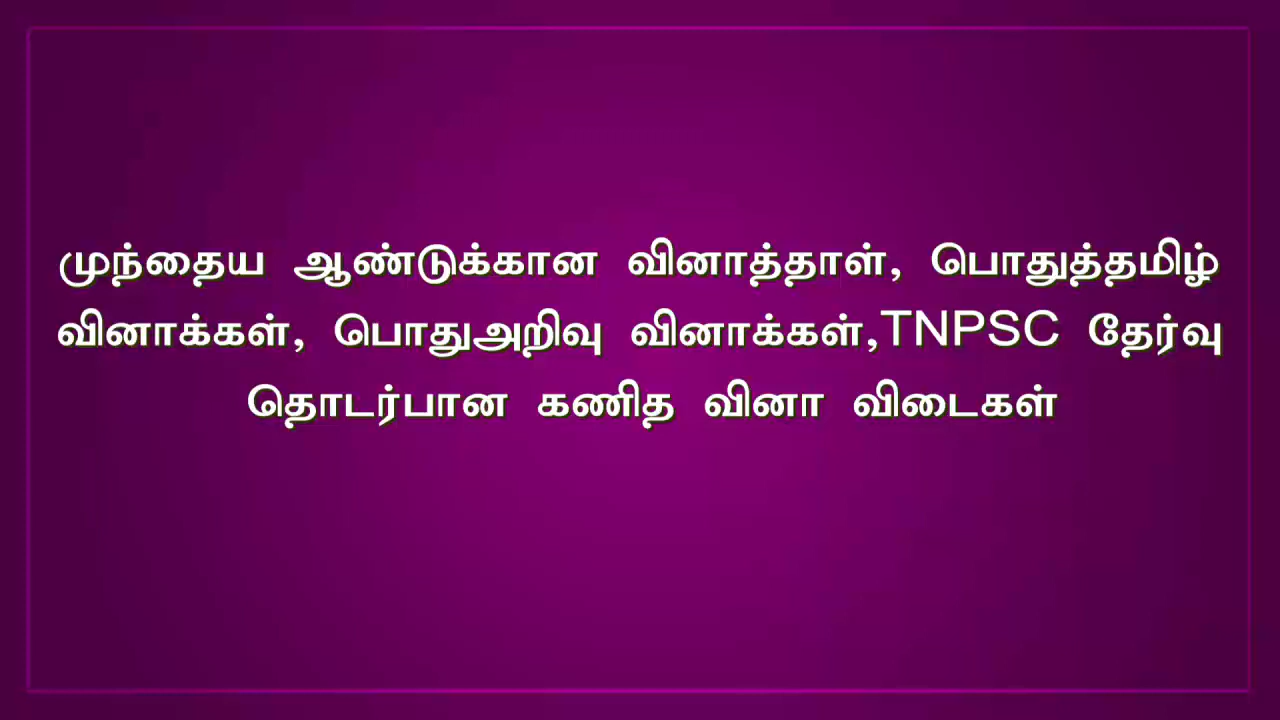 முந்தைய ஆண்டுக்கான வினாத்தாள், பொதுத்தமிழ்
வினாக்கள், பொதுஅறிவு வினாக்கள்,TNPSC தேர்வு
தொடர்பான கணித வினா விடைகள்